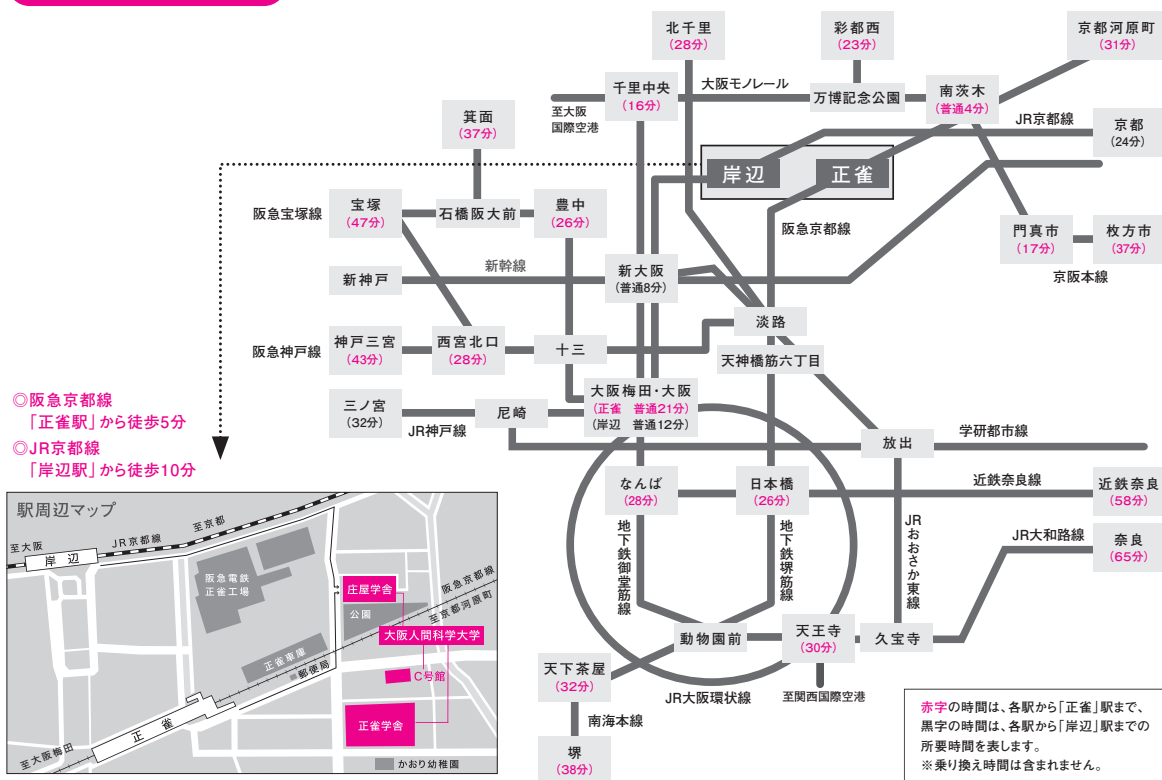 北千里
(28分)
彩都西
(23分)
京都河原町
(31分)
千里中央
(16分)
大阪モノレール
万博記念公園
南茨木
(普通4分)
至大阪
国際空港
箕面
(37分)
JR京都線
京都
(24分)
岸辺
正雀
阪急宝塚線
宝塚
(47分)
石橋阪大前
豊中
(26分)
阪急京都線
門真市
(17分)
枚方市
(37分)
京阪本線
新神戸
新幹線
新大阪
(普通8分)
淡路
阪急神戸線
神戸三宮
(43分)
西宮北口
(28分)
十三
天神橋筋六丁目
大阪梅田・大阪
(正雀 普通21分)
(岸辺 普通12分)
三ノ宮
(32分)
JR神戸線
尼崎
放出
学研都市線
◎阪急京都線
「正雀駅」から徒歩5分
◎JR京都線
「岸辺駅」から徒歩10分
なんば
(28分)
日本橋
(26分)
近鉄奈良線
近鉄奈良
(58分)
地下鉄御堂筋線
地下鉄堺筋線
JRおおさか東線
JR大和路線
奈良
(65分)
動物園前
天王寺
(30分)
久宝寺
天下茶屋
(32分)
JR大阪環状線
至関西国際空港
南海本線
堺
(38分)
駅周辺マップ
至大阪
岸辺
JR京都線
至京都
阪急電鉄
正雀工場
庄屋学舎
公園
阪急京都線
至京都河原町
大阪人間科学大学
正雀車庫
郵便局
C号館
正雀
正雀学舎
至大阪梅田
かおり幼稚園
赤字の時間は、各駅から「正雀」駅まで、
黒字の時間は、各駅から「岸辺」駅までの
所要時間を表します。
※乗り換え時間は含まれません。